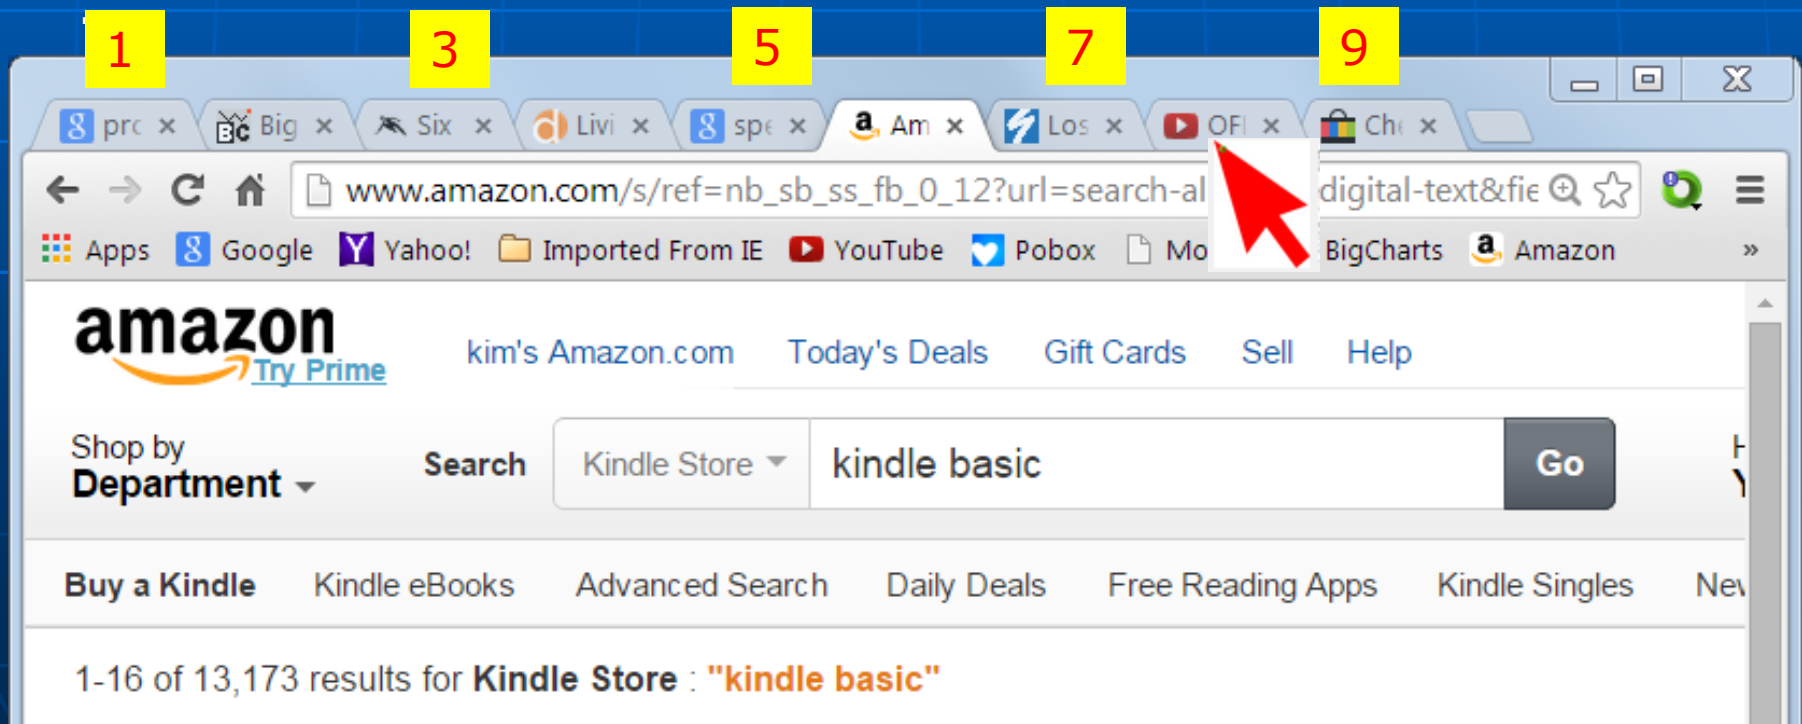 1 3 5 7 9
prc Big Six Livi spe Am Los OFI Che
www.amazon.com/s/ref=nb_sb_ss_fb_0_12?url=search-al digital-text&fie
Apps Google Yahoo! Imported From IE YouTube Pobox Mo BigCharts Amazon »
amazon
Try Prime
kim's Amazon.com Today's Deals Gift Cards Sell Help
Shop by
Department
Search Kindle Store kindle basic Go
Buy a Kindle Kindle eBooks Advanced Search Daily Deals Free Reading Apps Kindle Singles New
1-16 of 13,173 results for Kindle Store : "kindle basic"